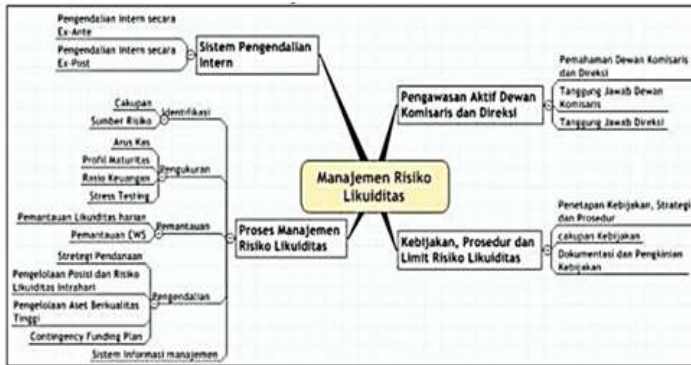 Pengendalian Intern secara
Ex-Ante
Pengendalian Intern secara
Ex-Post
Sistem Pengendalian
Intern
Cakupan
Sumber Risiko
Identifikasi
Arus Kas
Profil Maturitas
Rasio Keuangan
Stress Testing
Pengukuran
Pemantauan Likuiditas harian
Pemantauan EWS
Pemantauan
Stretegi Pendanaan
Pengelolaan Posisi dan Risiko
Likuiditas Intrahari
Pengelolaan Aset Berkualitas
Tinggi
Contingency Funding Plan
Pengendalian
Sistem Informasi manajemen
Proses Manajemen
Risiko Likuiditas
Manajemen Risiko
Likuiditas
Pengawasan Aktif Dewan
Komisaris dan Direksi
Pemahaman Dewan Komisaris
dan Direksi
Tanggung Jawab Dewan
Komisaris
Tanggung Jawab Direksi
Kebijakan, Prosedur dan
Limit Risiko Likuiditas
Penetapan Kebijakan, Strategi
dan Prosedur
cakupan Kebijakan
Dokumentasi dan Pengkinian
Kebijakan